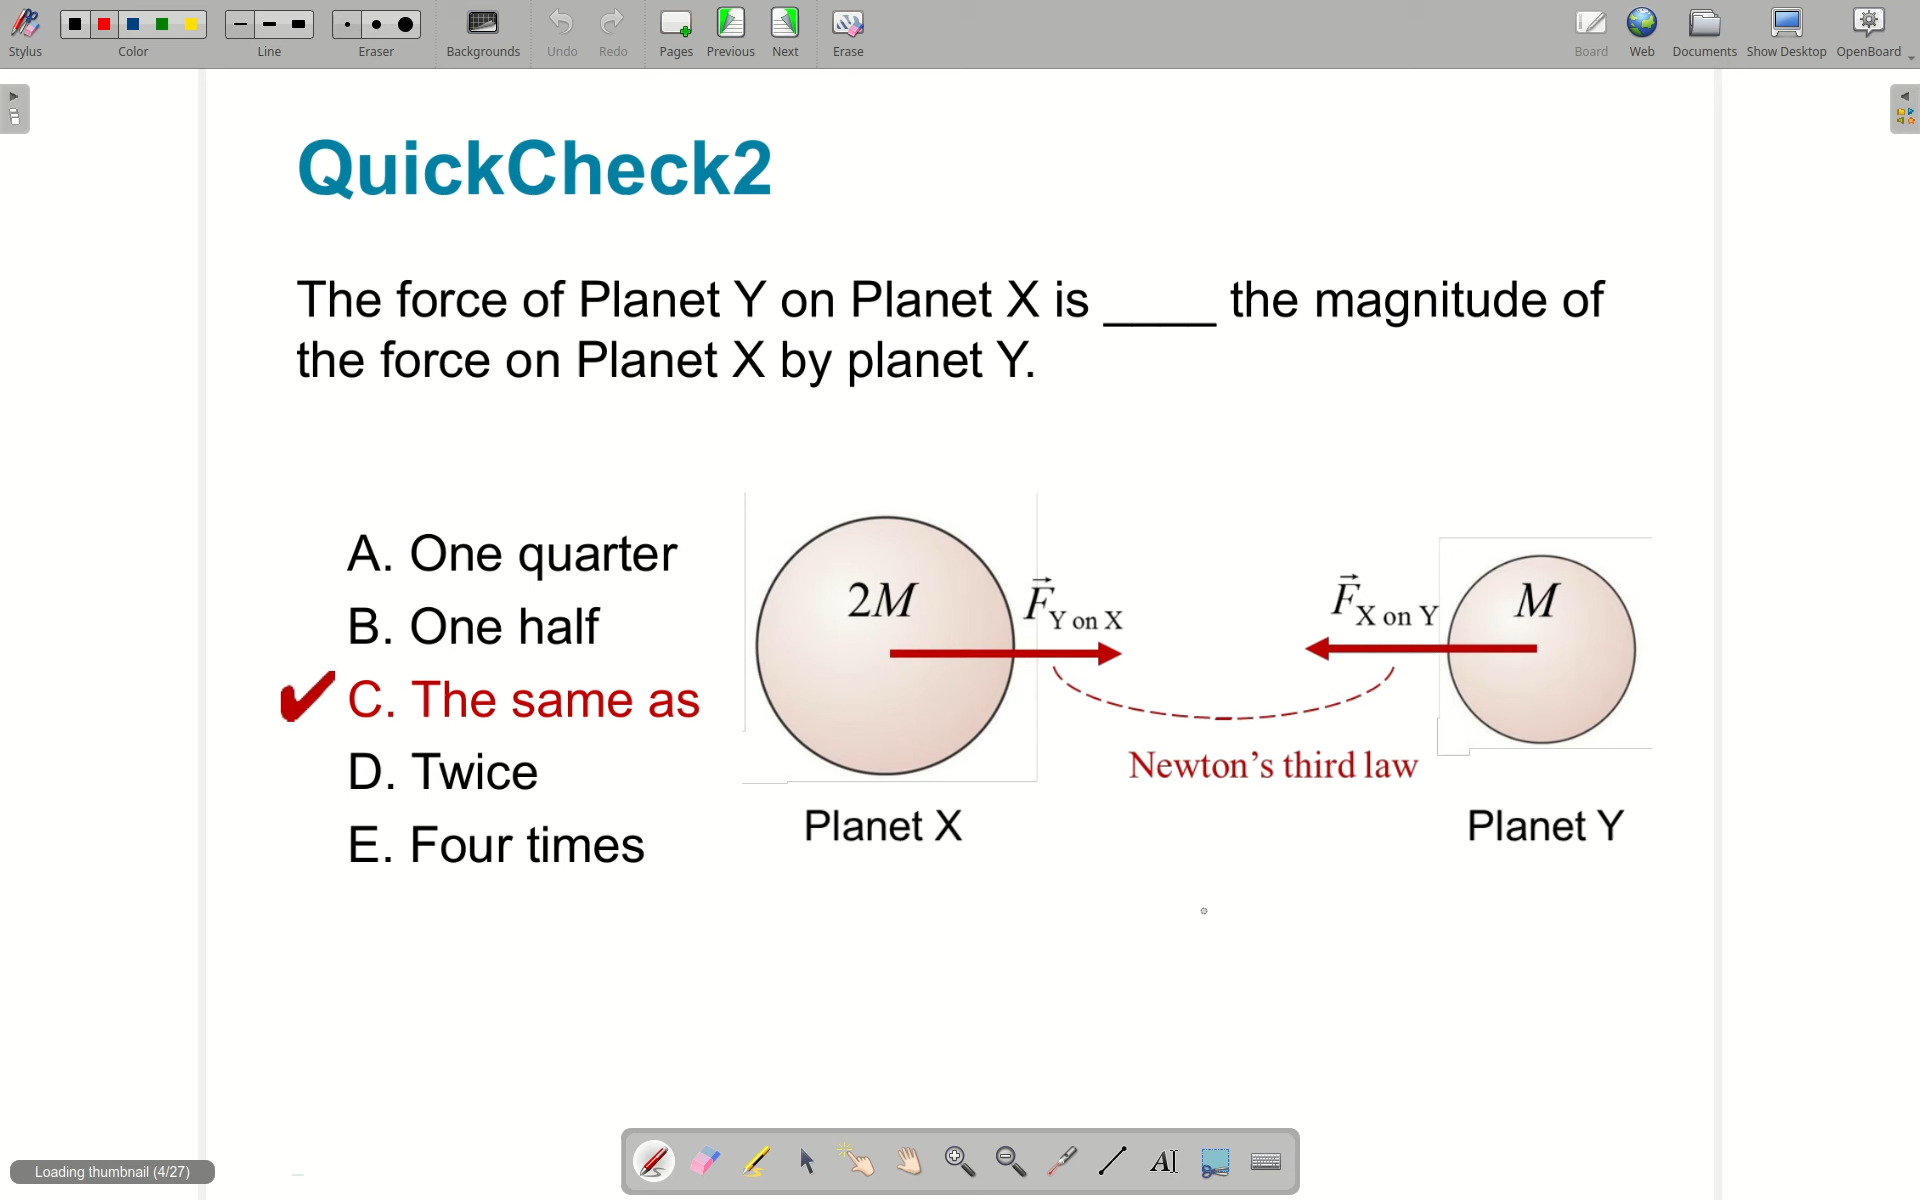 Stylus
Color
Line
Eraser
Backgrounds
Undo
Redo
Pages
Previous
Next
Erase
Board
Web
Documents
Show Desktop
OpenBoard
QuickCheck2
The force of Planet Y on Planet X is ____ the magnitude of
the force on Planet X by planet Y.
A. One quarter
B. One half
✔ C. The same as
D. Twice
E. Four times
2M
F⃗ Y on X
F⃗ X on Y
M
Newton's third law
Planet X
Planet Y
Loading thumbnail (4/27)
AI